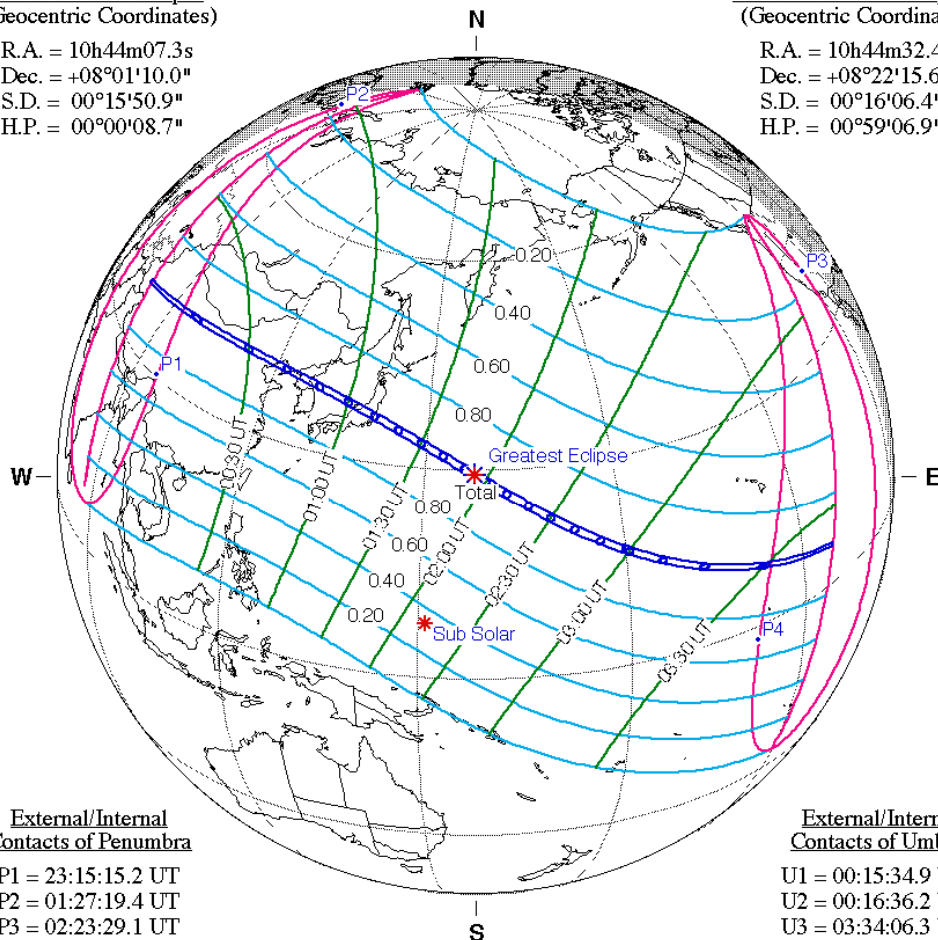 Geocentric Coordinates)
R.A. = 10h44m07.3s
Dec. = +08°01'10.0"
S.D. = 00°15'50.9"
H.P. = 00°00'08.7"
N
(Geocentric Coordina
R.A. = 10h44m32.4
Dec. = +08°22'15.6
S.D. = 00°16'06.4"
H.P. = 00°59'06.9"
P2
P3
0.20
0.40
0.60
P1
0.80
00:30 UT
01:00 UT
Greatest Eclipse
W
E
Total
0.80
01:30 UT
0.60
02:00 UT
0.40
02:30 UT
0.20
03:00 UT
Sub Solar
P4
03:30 UT
External/Internal
Contacts of Penumbra
P1 = 23:15:15.2 UT
P2 = 01:27:19.4 UT
P3 = 02:23:29.1 UT
External/Intern
Contacts of Umb
U1 = 00:15:34.9
U2 = 00:16:36.2
U3 = 03:34:06.3
S